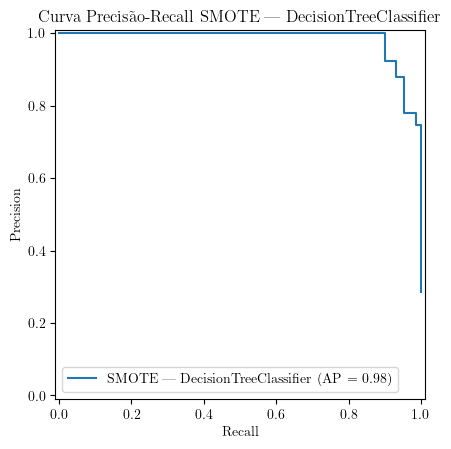 Curva Precisão-Recall SMOTE — DecisionTreeClassifier
1.0
0.8
0.6
0.4
0.2
0.0
Precision
SMOTE — DecisionTreeClassifier (AP = 0.98)
0.0 0.2 0.4 0.6 0.8 1.0
Recall